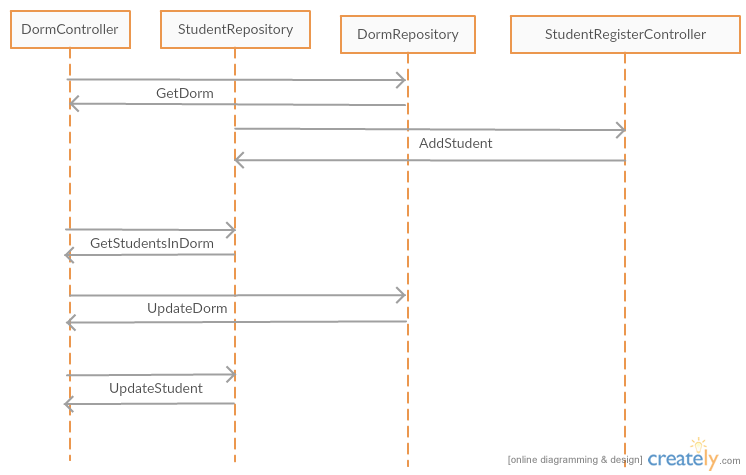 DormController
StudentRepository
DormRepository
StudentRegisterController
GetDorm
AddStudent
GetStudentsInDorm
UpdateDorm
UpdateStudent
[online diagramming & design] creately.com